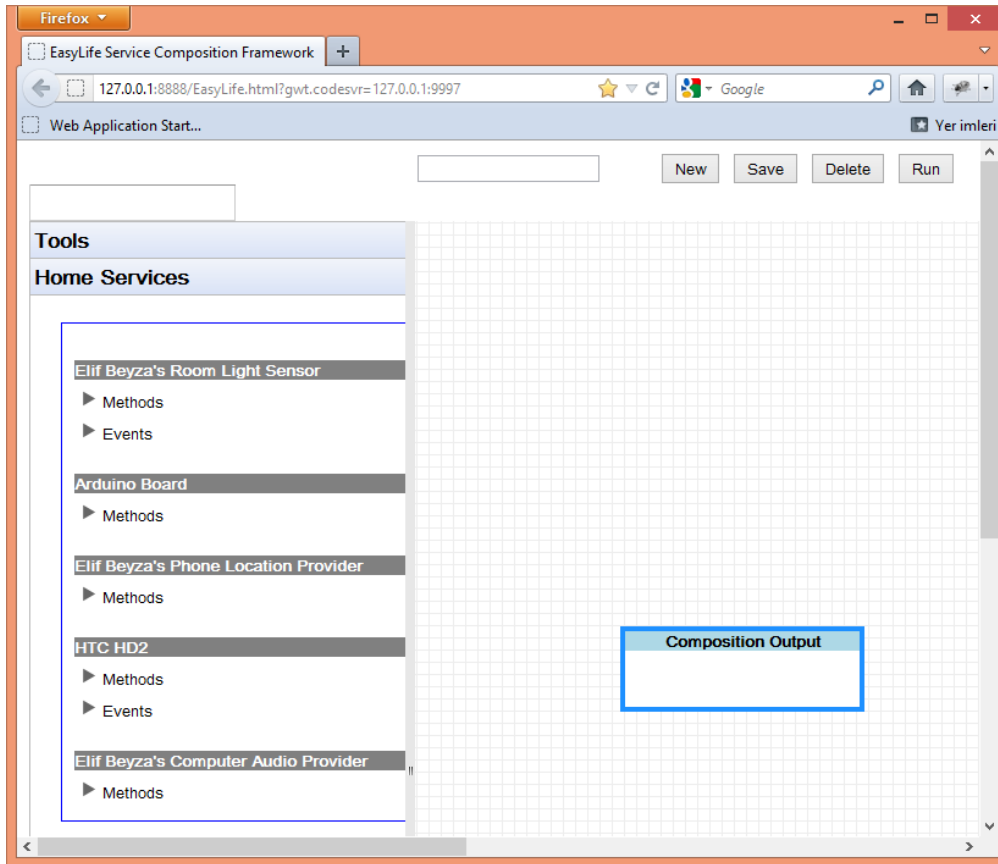 Firefox
EasyLife Service Composition Framework
127.0.0.1:8888/EasyLife.html?gwt.codesvr=127.0.0.1:9997
Google
Web Application Start...
Yer imleri
New Save Delete Run
Tools
Home Services
Elif Beyza's Room Light Sensor
Methods
Events
Arduino Board
Methods
Elif Beyza's Phone Location Provider
Methods
HTC HD2
Methods
Events
Elif Beyza's Computer Audio Provider
Methods
Composition Output